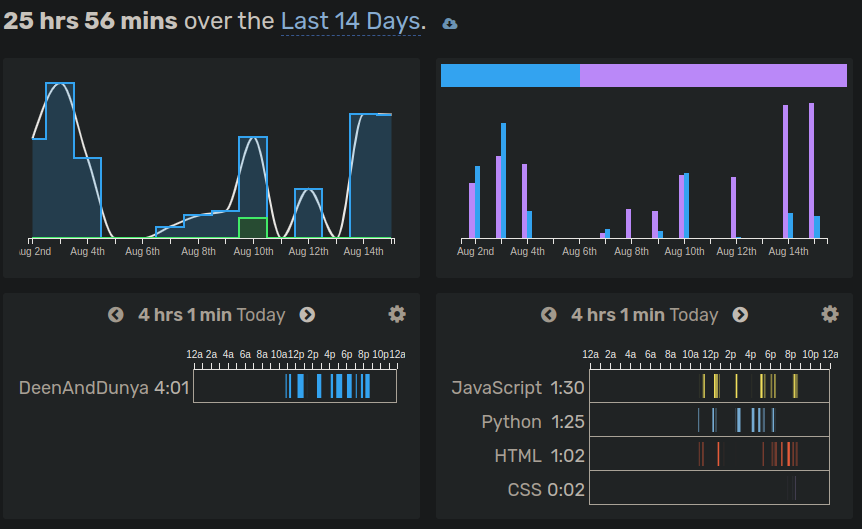 25 hrs 56 mins over the Last 14 Days.
Aug 2nd Aug 4th Aug 6th Aug 8th Aug 10th Aug 12th Aug 14th
Aug 2nd Aug 4th Aug 6th Aug 8th Aug 10th Aug 12th Aug 14th
4 hrs 1 min Today
12a 2a 4a 6a 8a 10a 12p 2p 4p 6p 8p 10p 12a
DeenAndDunya 4:01
4 hrs 1 min Today
12a 2a 4a 6a 8a 10a 12p 2p 4p 6p 8p 10p 12a
JavaScript 1:30
Python 1:25
HTML 1:02
CSS 0:02